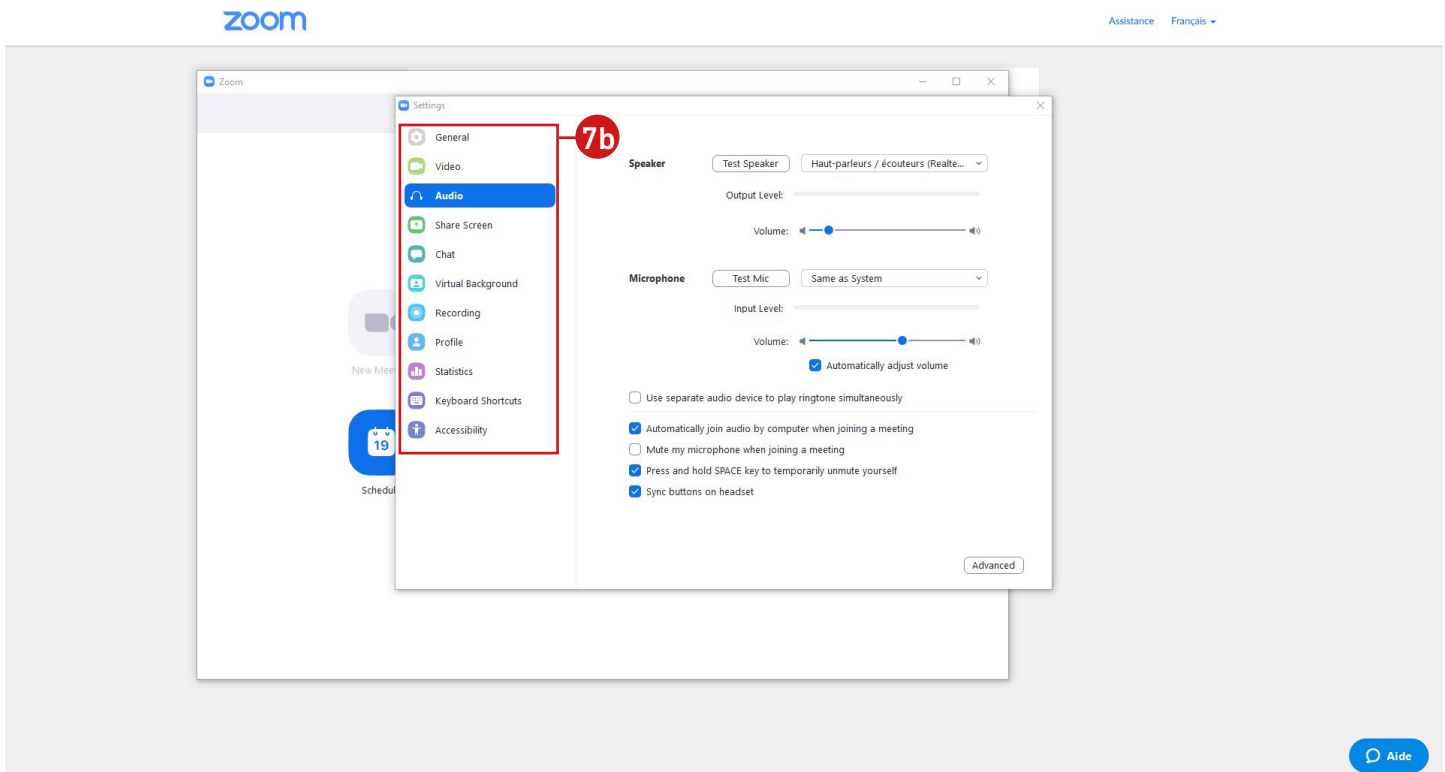 zoom
Assistance Français
Zoom
Settings
General
Video
Audio
Share Screen
Chat
Virtual Background
Recording
Profile
Statistics
Keyboard Shortcuts
Accessibility
7b
Speaker Test Speaker Haut-parleurs / écouteurs (Realte...
Output Level:
Volume:
Microphone Test Mic Same as System
Input Level:
Volume:
Automatically adjust volume
Use separate audio device to play ringtone simultaneously
Automatically join audio by computer when joining a meeting
Mute my microphone when joining a meeting
Press and hold SPACE key to temporarily unmute yourself
Sync buttons on headset
Advanced
New Mee
19
Schedul
Aide